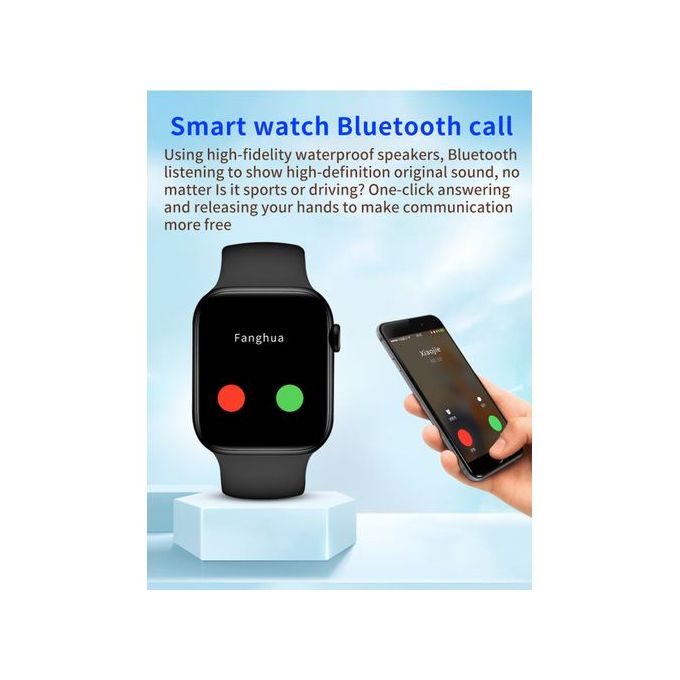 Smart watch Bluetooth call
Using high-fidelity waterproof speakers, Bluetooth
listening to show high-definition original sound, no
matter Is it sports or driving? One-click answering
and releasing your hands to make communication
more free
Fanghua
Xiaojie